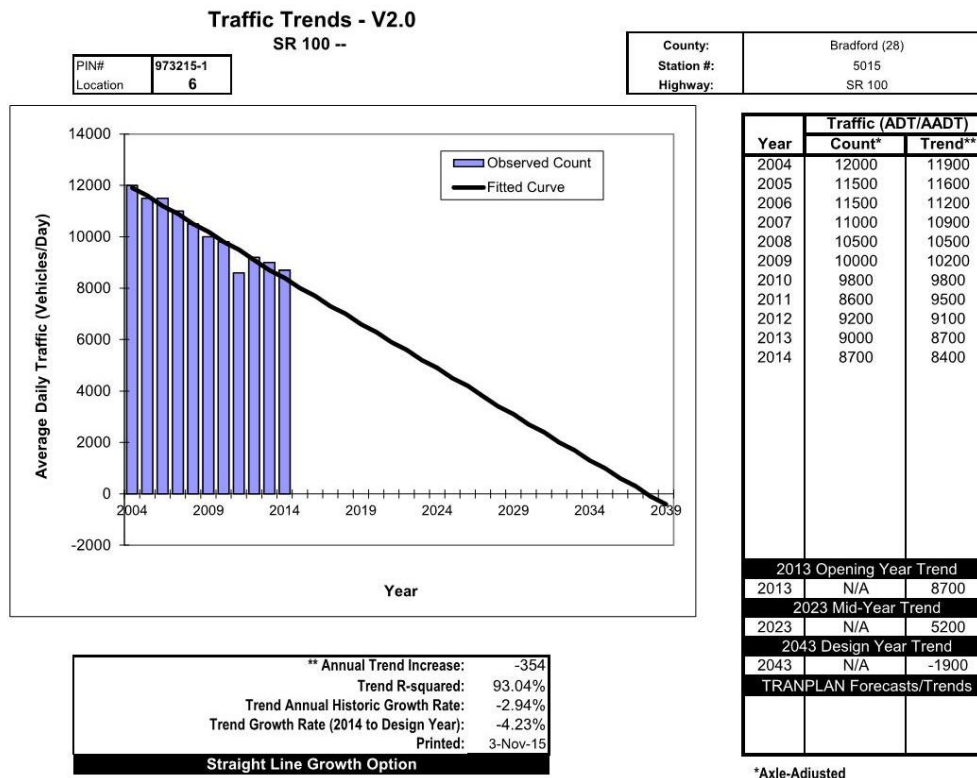 Traffic Trends - V2.0
SR 100 --
PIN# 973215-1
Location 6
County: Bradford (28)
Station #: 5015
Highway: SR 100
14000
12000
10000
8000
6000
4000
2000
0
-2000
Average Daily Traffic (Vehicles/Day)
Observed Count
Fitted Curve
2004 2009 2014 2019 2024 2029 2034 2039
Year
Traffic (ADT/AADT)
Year Count* Trend**
2004 12000 11900
2005 11500 11600
2006 11500 11200
2007 11000 10900
2008 10500 10500
2009 10000 10200
2010 9800 9800
2011 8600 9500
2012 9200 9100
2013 9000 8700
2014 8700 8400
2013 Opening Year Trend
2013 N/A 8700
2023 Mid-Year Trend
2023 N/A 5200
2043 Design Year Trend
2043 N/A -1900
TRANPLAN Forecasts/Trends
** Annual Trend Increase: -354
Trend R-squared: 93.04%
Trend Annual Historic Growth Rate: -2.94%
Trend Growth Rate (2014 to Design Year): -4.23%
Printed: 3-Nov-15
Straight Line Growth Option
*Axle-Adjusted